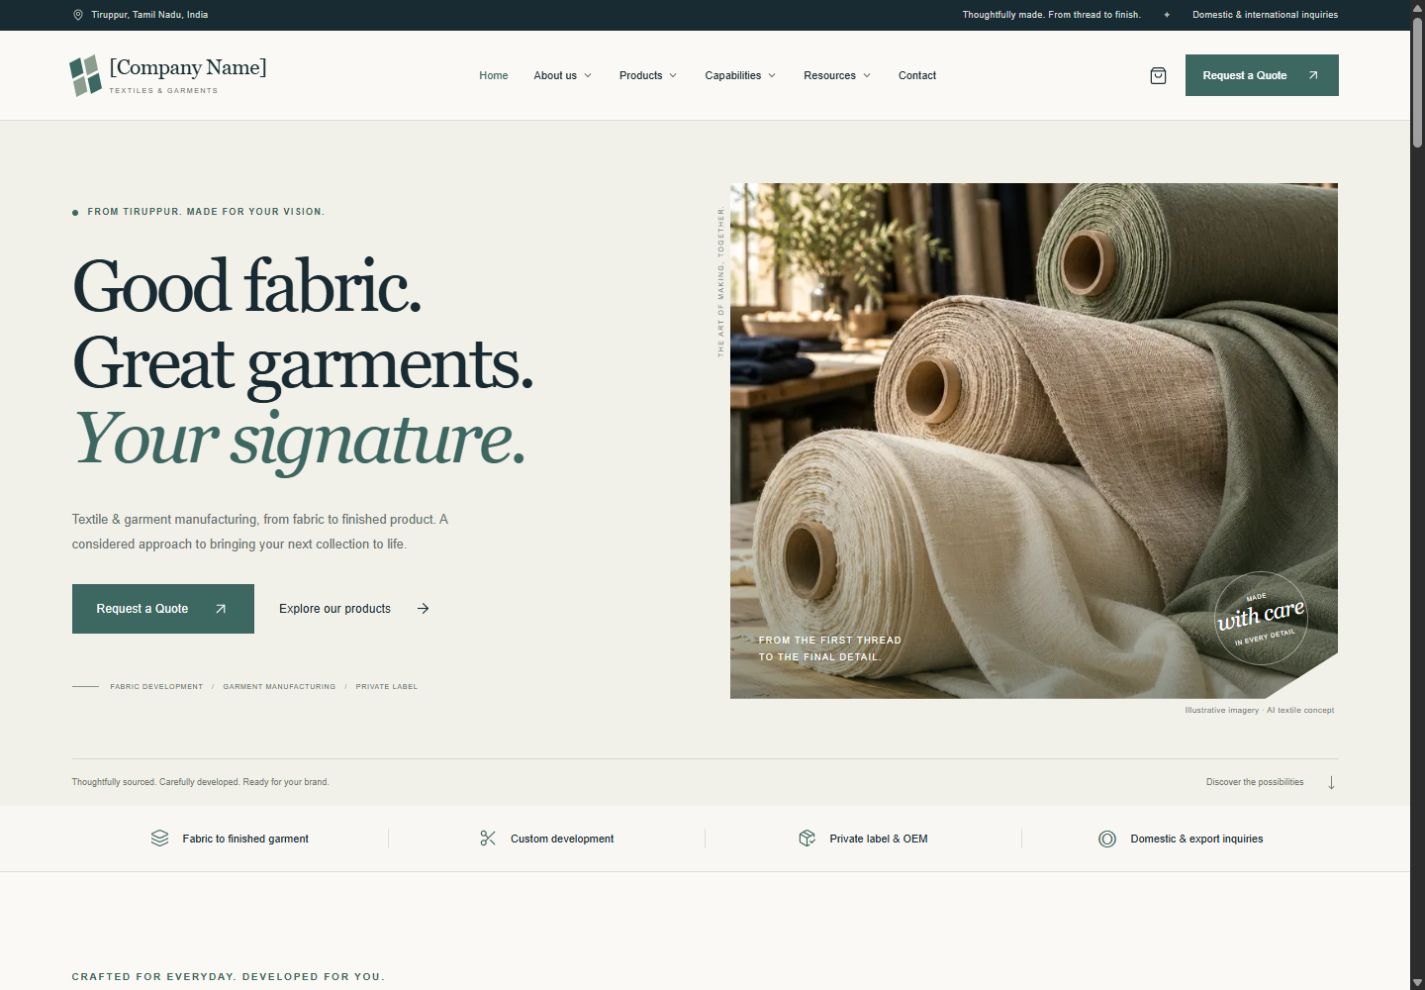 Tiruppur, Tamil Nadu, India
Thoughtfully made. From thread to finish. ✦ Domestic & international inquiries
[Company Name]
TEXTILES & GARMENTS
Home About us Products Capabilities Resources Contact
Request a Quote
FROM TIRUPPUR. MADE FOR YOUR VISION.
Good fabric.
Great garments.
Your signature.
Textile & garment manufacturing, from fabric to finished product. A
considered approach to bringing your next collection to life.
Request a Quote
Explore our products
FABRIC DEVELOPMENT / GARMENT MANUFACTURING / PRIVATE LABEL
THE ART OF MAKING, TOGETHER.
FROM THE FIRST THREAD
TO THE FINAL DETAIL.
MADE
with care
IN EVERY DETAIL
Illustrative imagery · AI textile concept
Thoughtfully sourced. Carefully developed. Ready for your brand.
Discover the possibilities
Fabric to finished garment
Custom development
Private label & OEM
Domestic & export inquiries
CRAFTED FOR EVERYDAY. DEVELOPED FOR YOU.